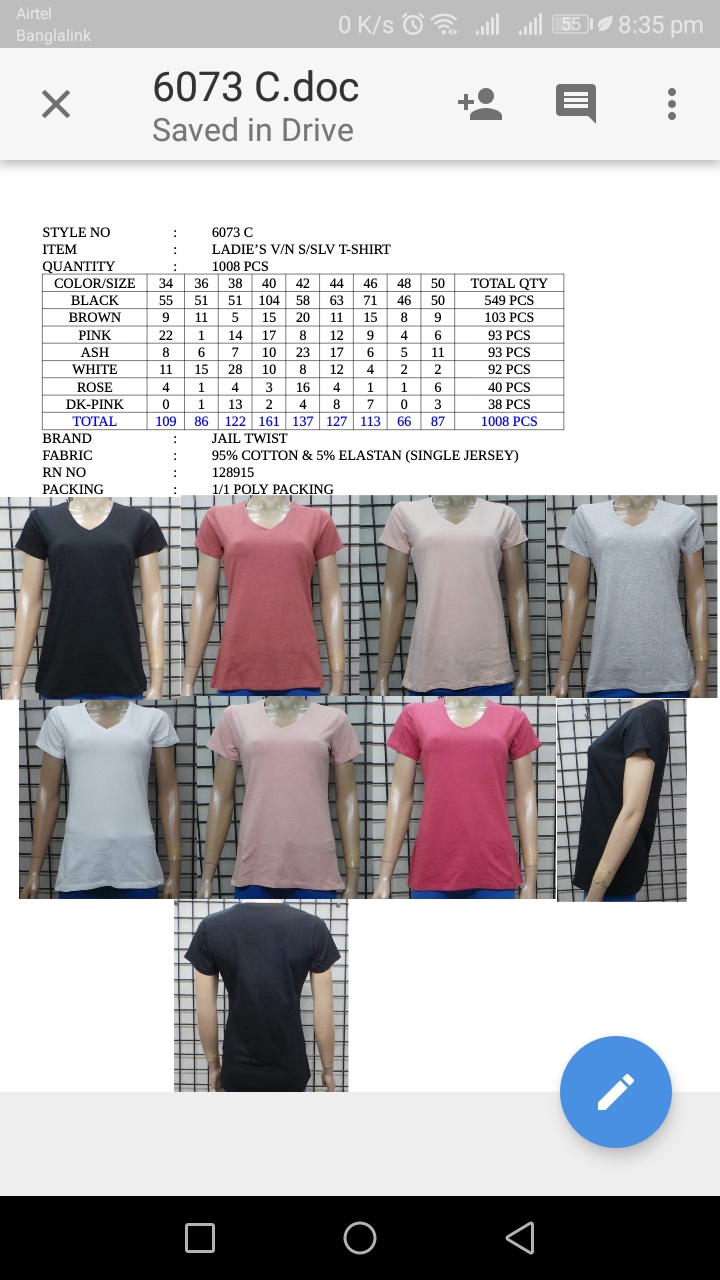 Airtel
Banglalink
0 K/s 55 8:35 pm
6073 C.doc
Saved in Drive
STYLE NO : 6073 C
ITEM : LADIE'S V/N S/SLV T-SHIRT
QUANTITY : 1008 PCS
COLOR/SIZE 34 36 38 40 42 44 46 48 50 TOTAL QTY
BLACK 55 51 51 104 58 63 71 46 50 549 PCS
BROWN 9 11 5 15 20 11 15 8 9 103 PCS
PINK 22 1 14 17 8 12 9 4 6 93 PCS
ASH 8 6 7 10 23 17 6 5 11 93 PCS
WHITE 11 15 28 10 8 12 4 2 2 92 PCS
ROSE 4 1 4 3 16 4 1 1 6 40 PCS
DK-PINK 0 1 13 2 4 8 7 0 3 38 PCS
TOTAL 109 86 122 161 137 127 113 66 87 1008 PCS
BRAND : JAIL TWIST
FABRIC : 95% COTTON & 5% ELASTAN (SINGLE JERSEY)
RN NO : 128915
PACKING : 1/1 POLY PACKING